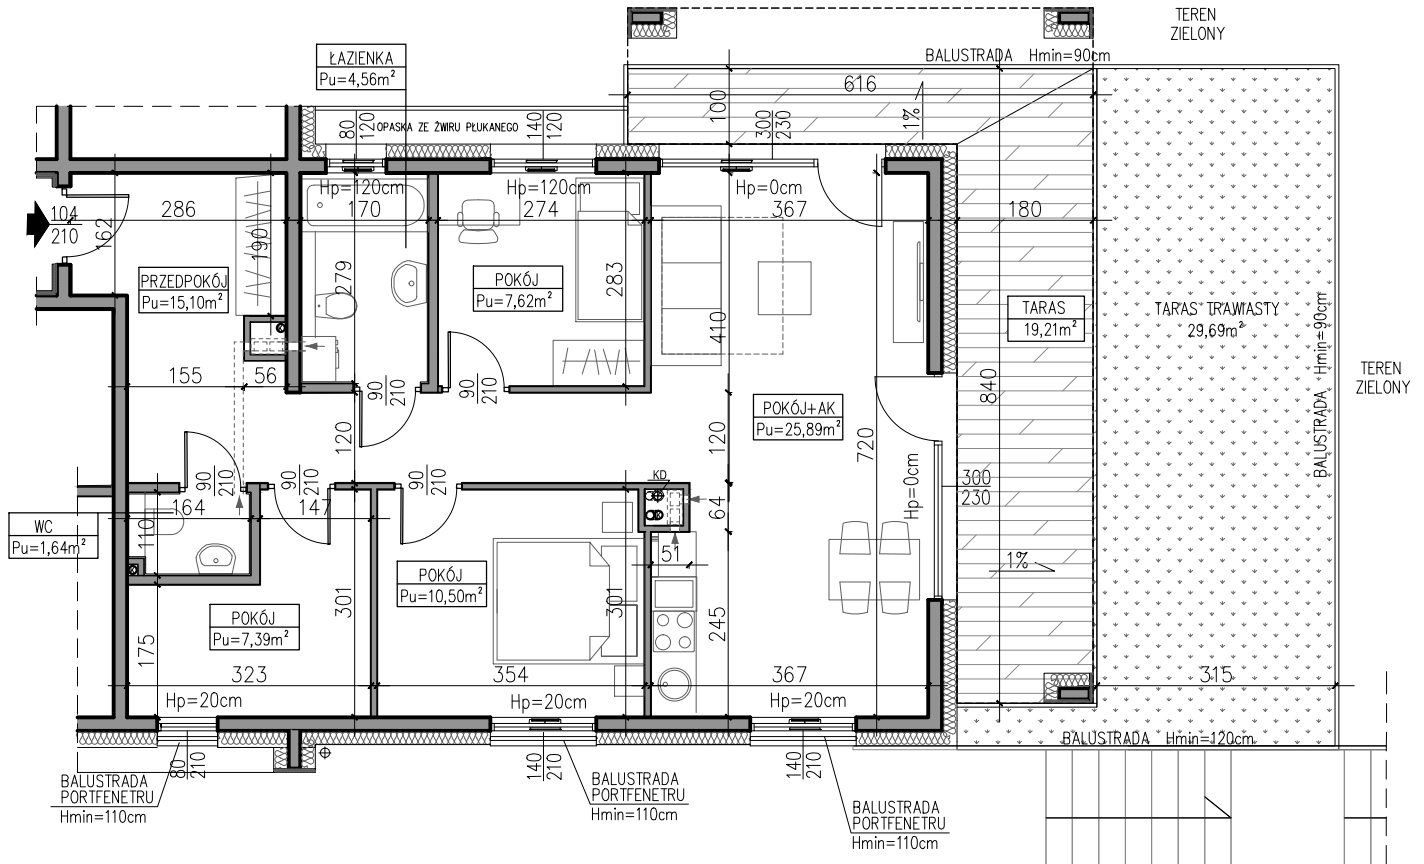 TEREN
ZIELONY
BALUSTRADA Hmin=90cm
ŁAZIENKA
Pu=4,56m²
616
100
1%
300
230
80
120
OPASKA ZE ŻWIRU PŁUKANEGO
140
120
Hp=120cm
Hp=120cm
Hp=0cm
104
210
162
286
190
170
274
367
180
279
283
410
PRZEDPOKÓJ
Pu=15,10m²
POKÓJ
Pu=7,62m²
TARAS
19,21m²
TARAS TRAWIASTY
29,69m²
BALUSTRADA Hmin=90cm
TEREN
ZIELONY
155
56
90
210
90
210
840
POKÓJ+AK
Pu=25,89m²
120
120
720
90
210
90
210
90
210
KD
64
Hp=0cm
300
230
WC
Pu=1,64m²
164
147
110
51
1%
POKÓJ
Pu=10,50m²
301
301
245
POKÓJ
Pu=7,39m²
175
323
354
367
315
Hp=20cm
Hp=20cm
Hp=20cm
BALUSTRADA Hmin=120cm
80
210
140
210
140
210
BALUSTRADA
PORTFENETRU
Hmin=110cm
BALUSTRADA
PORTFENETRU
Hmin=110cm
BALUSTRADA
PORTFENETRU
Hmin=110cm